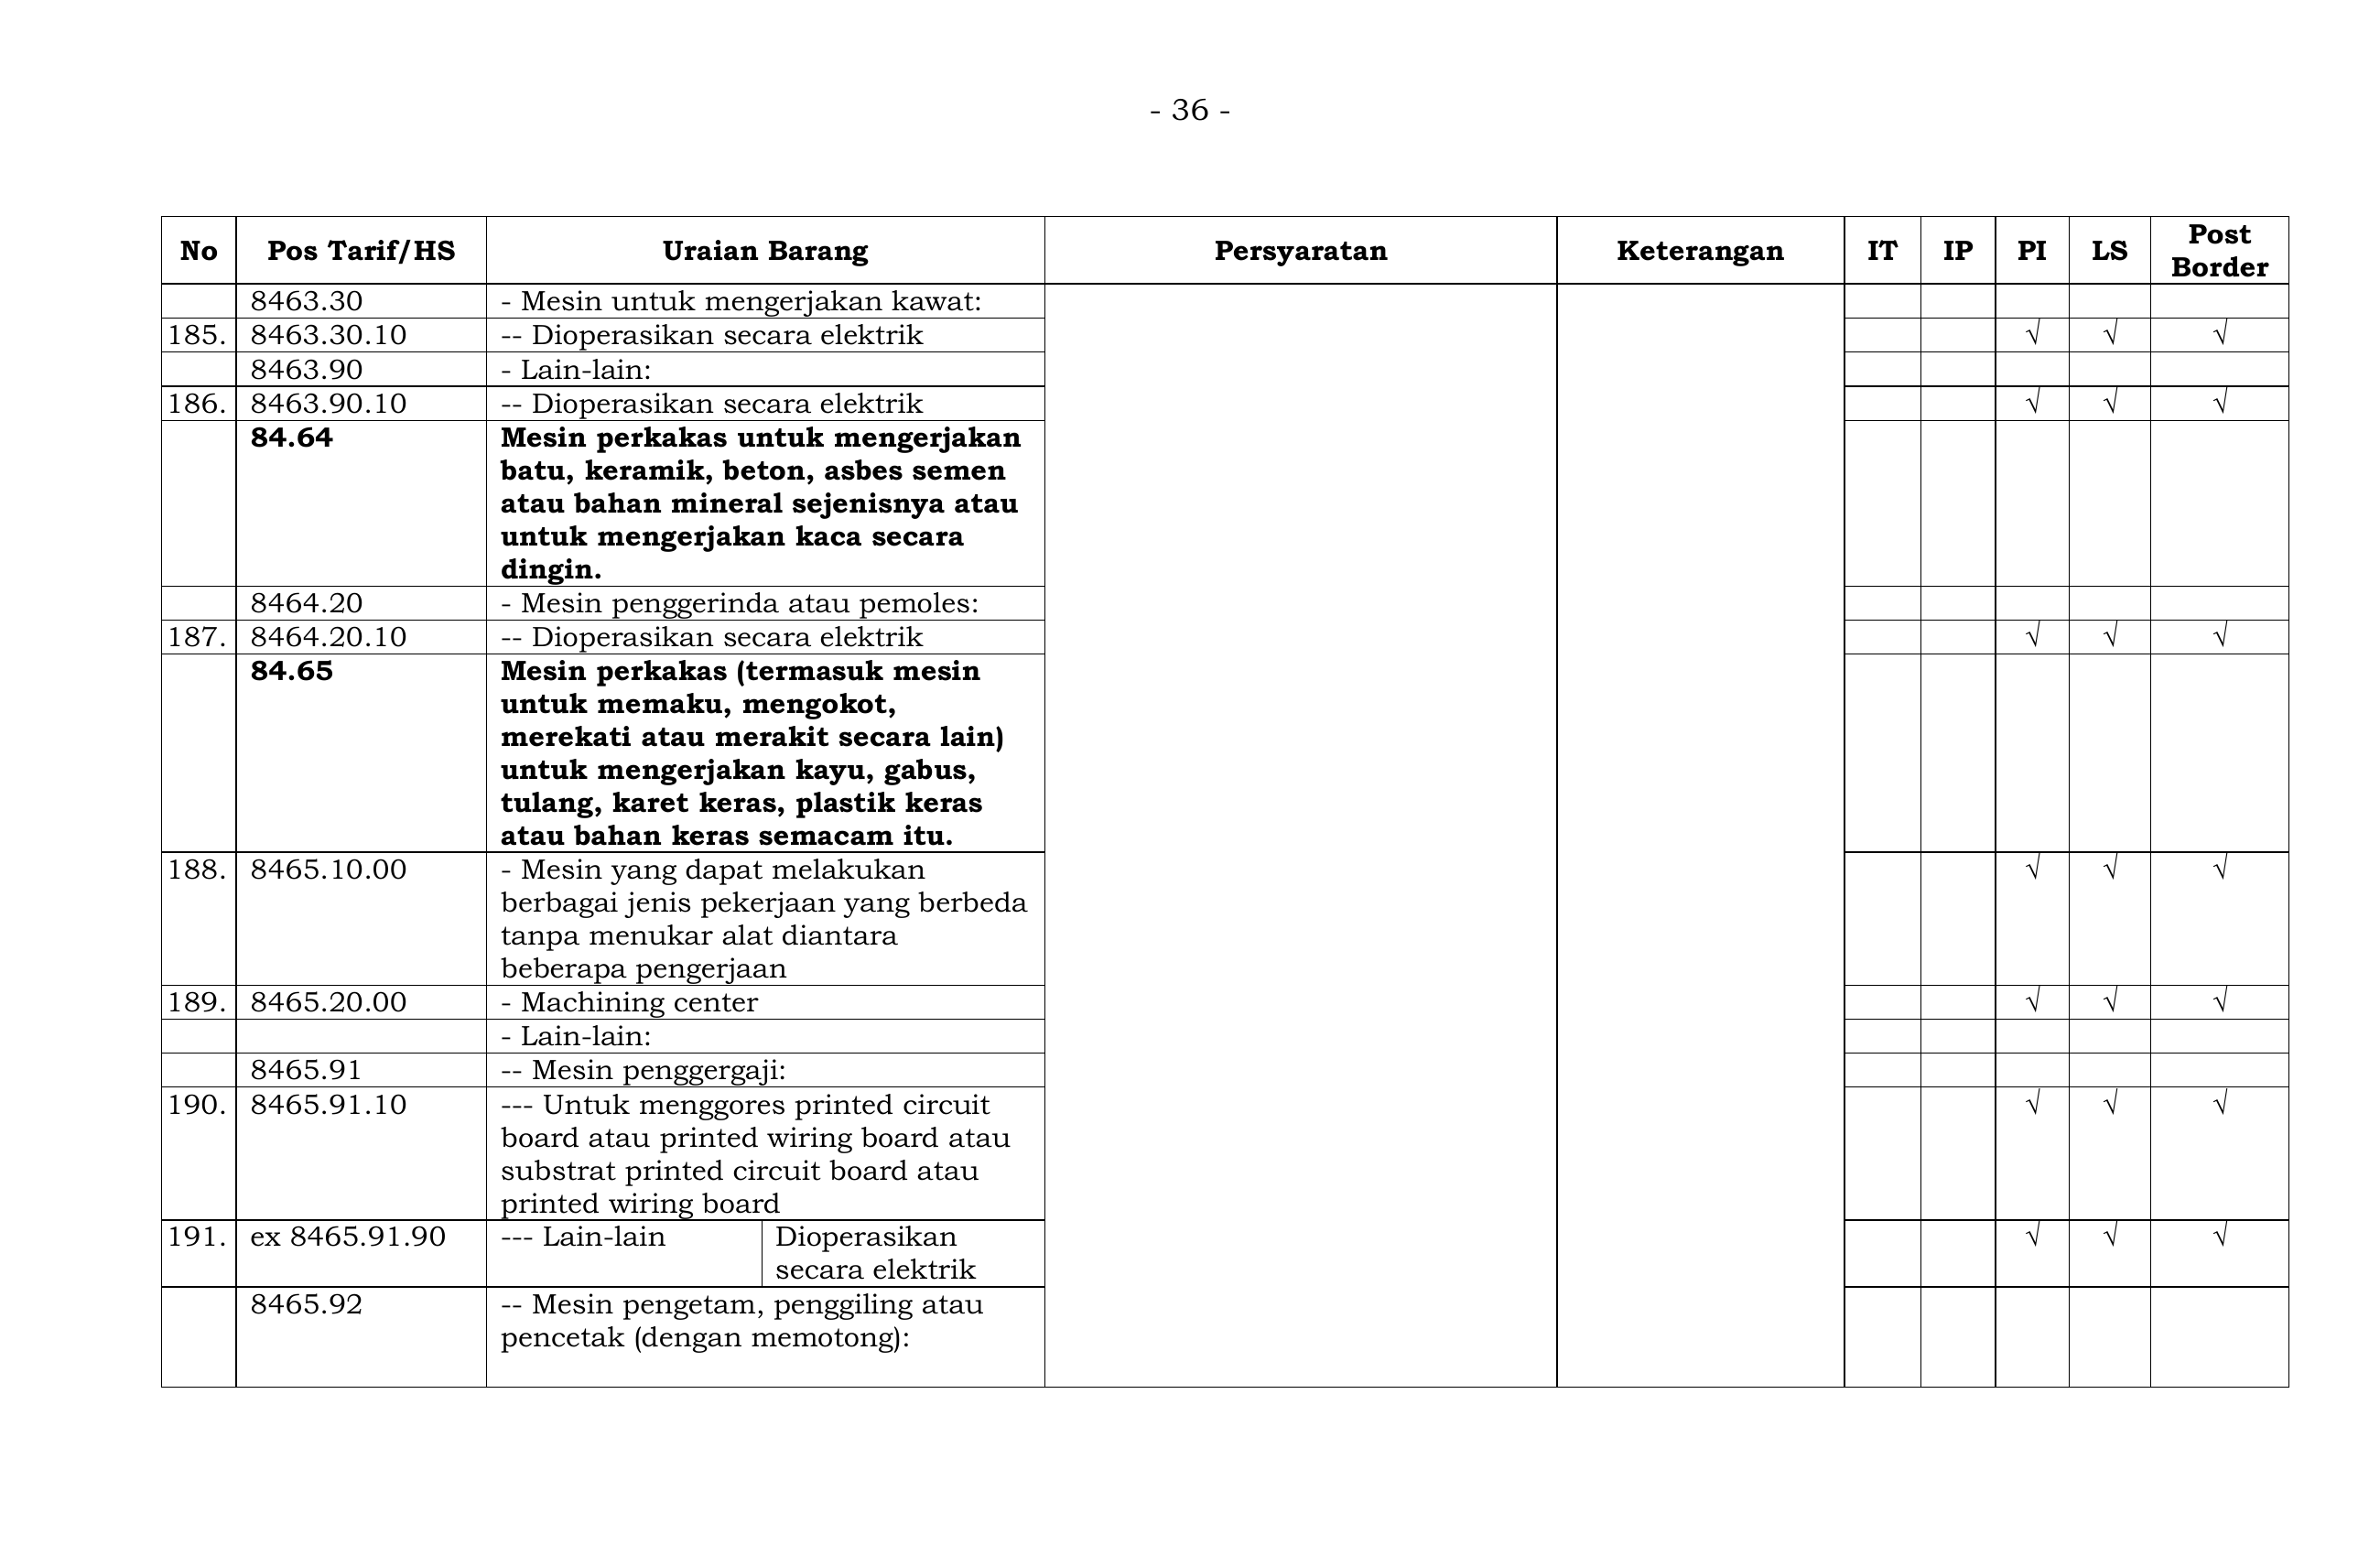 - 36 -
No Pos Tarif/HS Uraian Barang Persyaratan Keterangan IT IP PI LS Post Border
8463.30 - Mesin untuk mengerjakan kawat:
185. 8463.30.10 -- Dioperasikan secara elektrik √ √ √
8463.90 - Lain-lain:
186. 8463.90.10 -- Dioperasikan secara elektrik √ √ √
84.64 Mesin perkakas untuk mengerjakan
batu, keramik, beton, asbes semen
atau bahan mineral sejenisnya atau
untuk mengerjakan kaca secara
dingin.
8464.20 - Mesin penggerinda atau pemoles:
187. 8464.20.10 -- Dioperasikan secara elektrik √ √ √
84.65 Mesin perkakas (termasuk mesin
untuk memaku, mengokot,
merekati atau merakit secara lain)
untuk mengerjakan kayu, gabus,
tulang, karet keras, plastik keras
atau bahan keras semacam itu.
188. 8465.10.00 - Mesin yang dapat melakukan √ √ √
berbagai jenis pekerjaan yang berbeda
tanpa menukar alat diantara
beberapa pengerjaan
189. 8465.20.00 - Machining center √ √ √
- Lain-lain:
8465.91 -- Mesin penggergaji:
190. 8465.91.10 --- Untuk menggores printed circuit √ √ √
board atau printed wiring board atau
substrat printed circuit board atau
printed wiring board
191. ex 8465.91.90 --- Lain-lain Dioperasikan √ √ √
secara elektrik
8465.92 -- Mesin pengetam, penggiling atau
pencetak (dengan memotong):